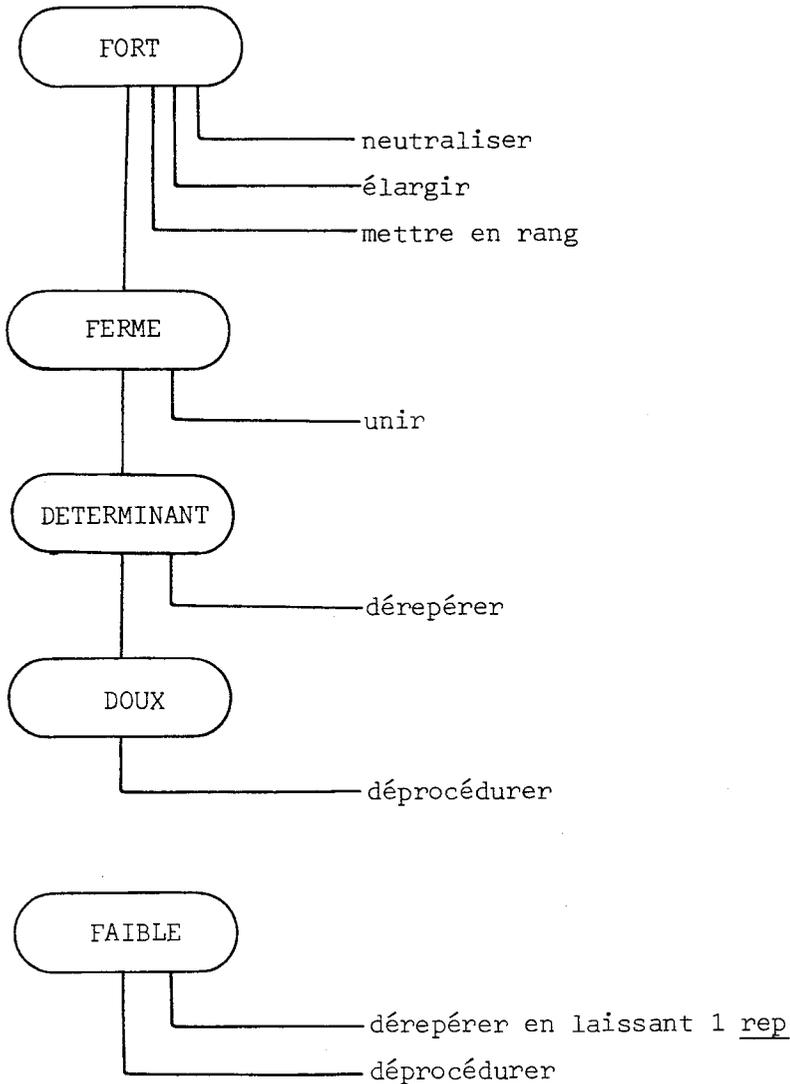 FORT
neutraliser
élargir
mettre en rang
FERME
unir
DETERMINANT
dérepérer
DOUX
déprocédurer
FAIBLE
dérepérer en laissant 1 rep
déprocédurer